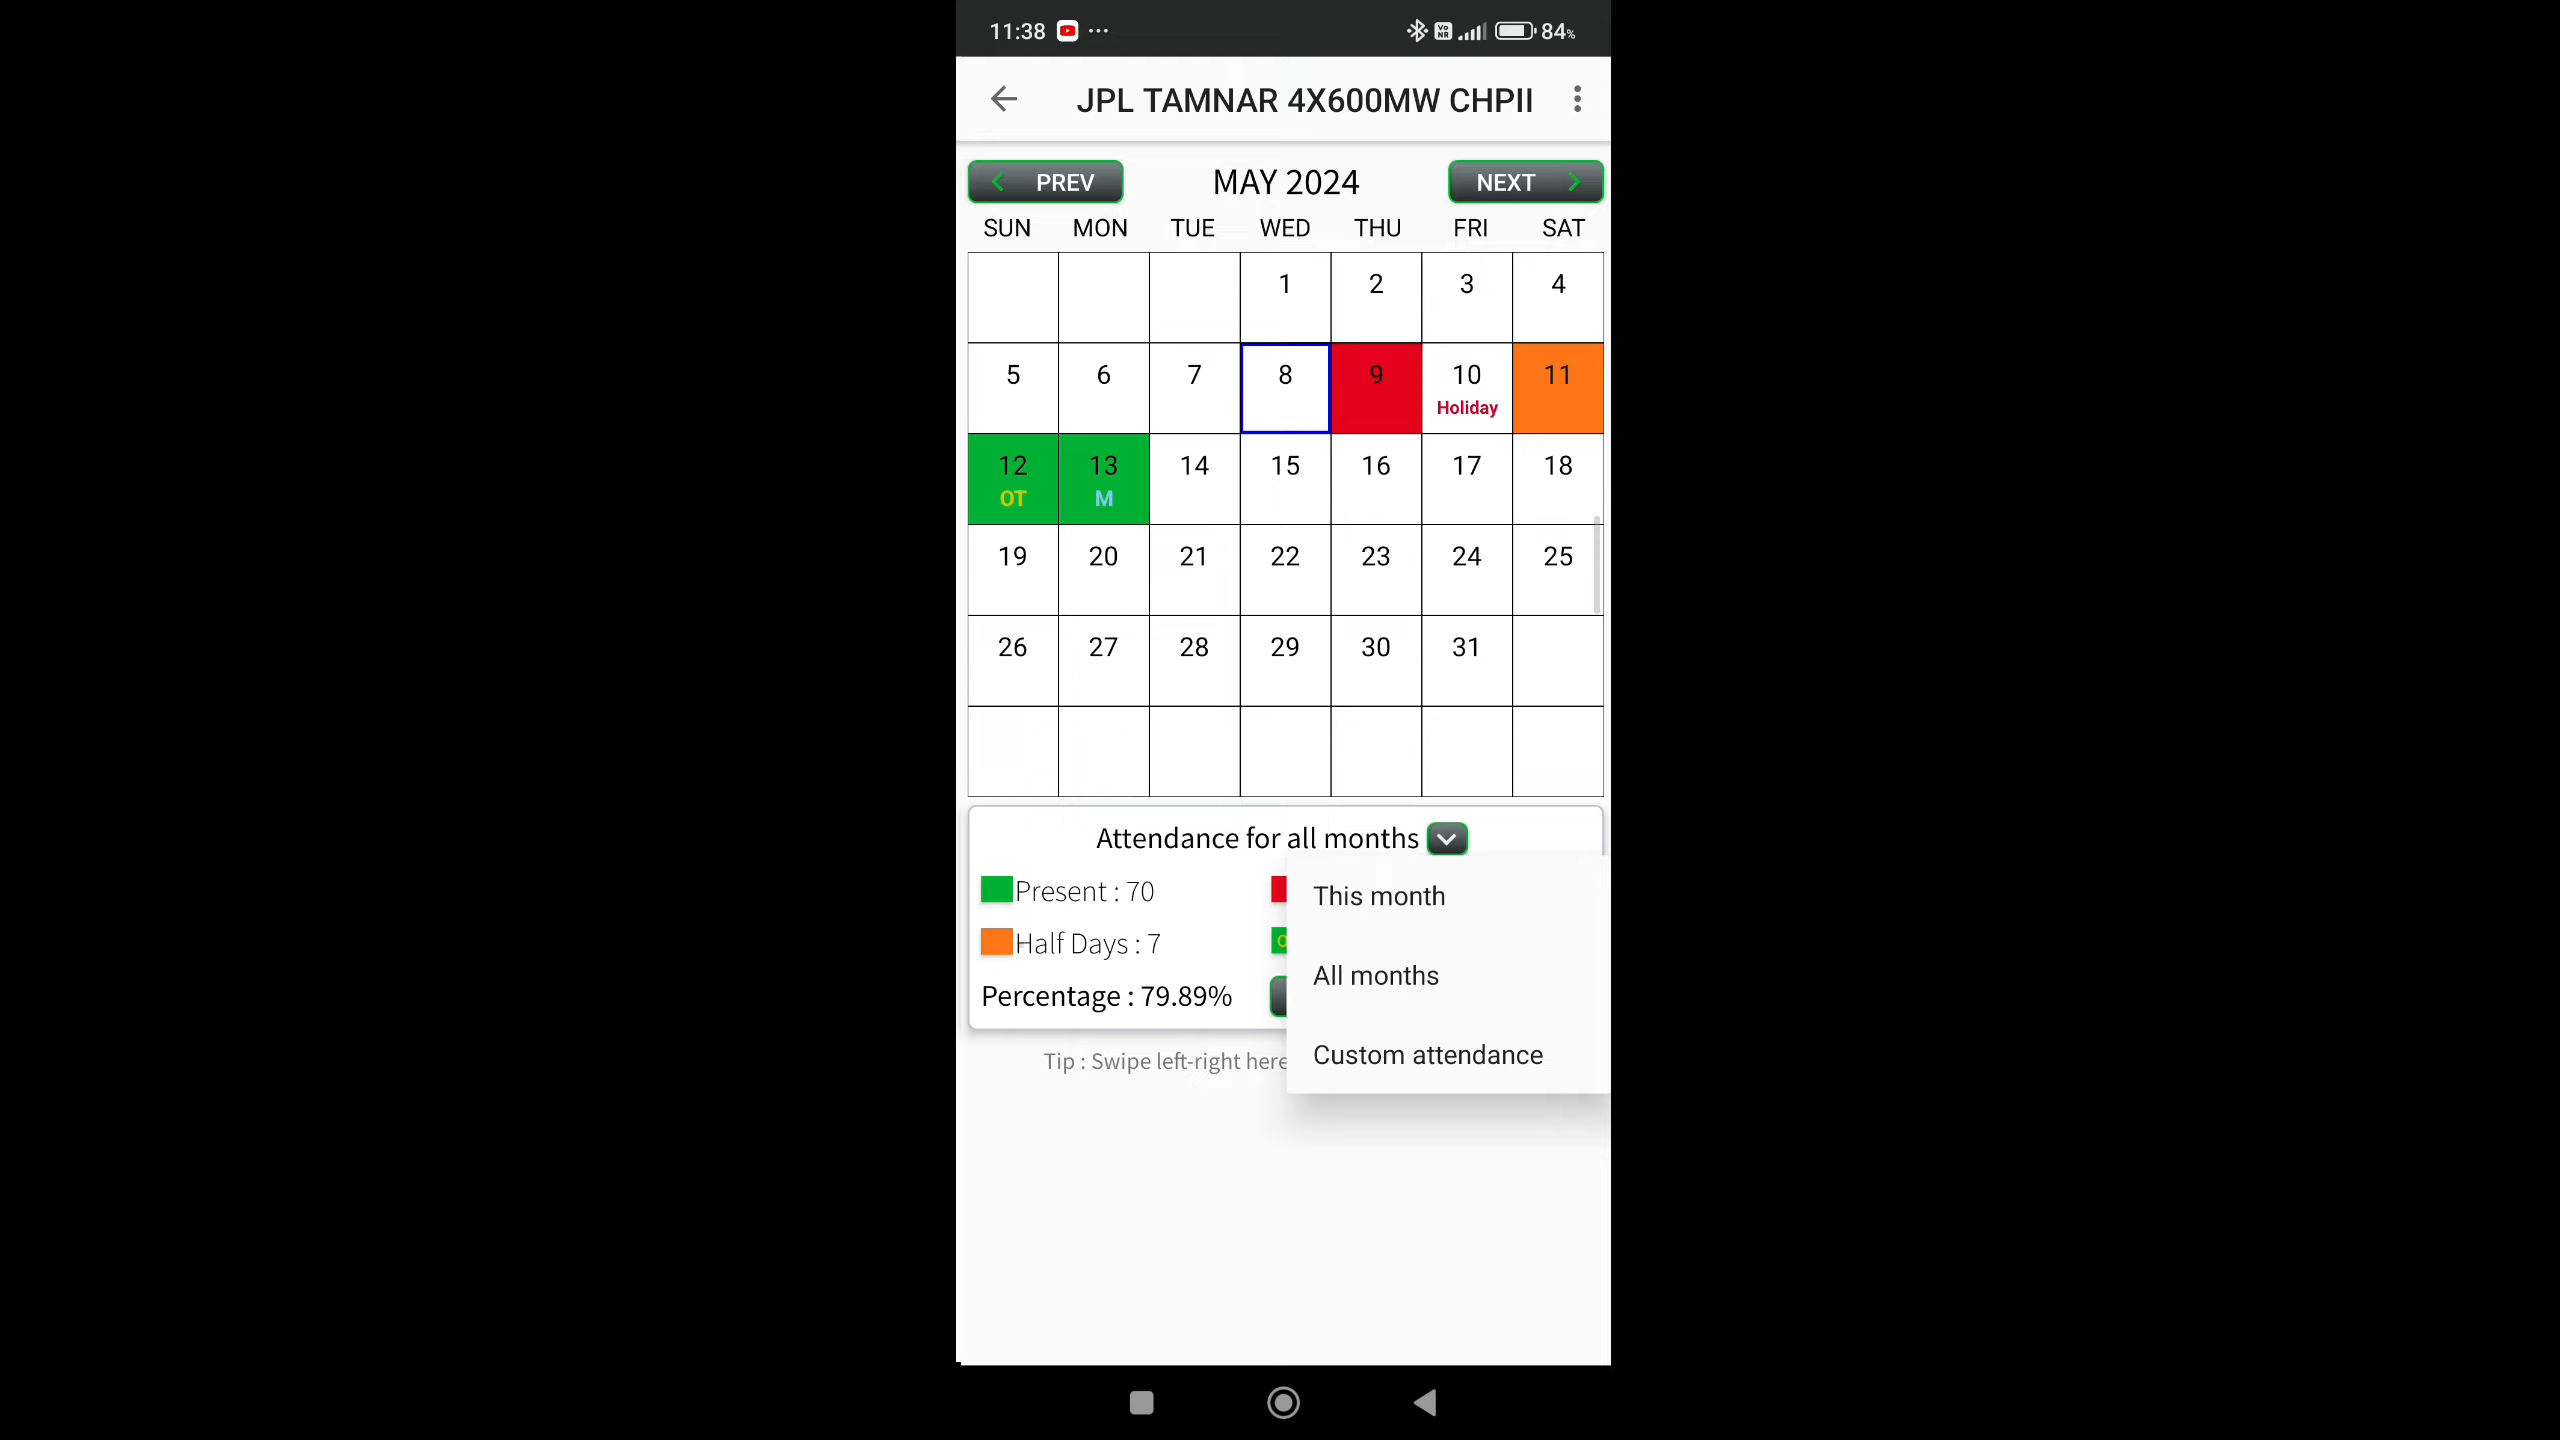 11:38 84%
JPL TAMNAR 4X600MW CHPII
PREV MAY 2024 NEXT
SUN MON TUE WED THU FRI SAT
1 2 3 4
5 6 7 8 9 10 11
Holiday
12 13 14 15 16 17 18
OT M
19 20 21 22 23 24 25
26 27 28 29 30 31
Attendance for all months
Present : 70
This month
Half Days : 7
All months
Percentage : 79.89%
Custom attendance
Tip : Swipe left-right here